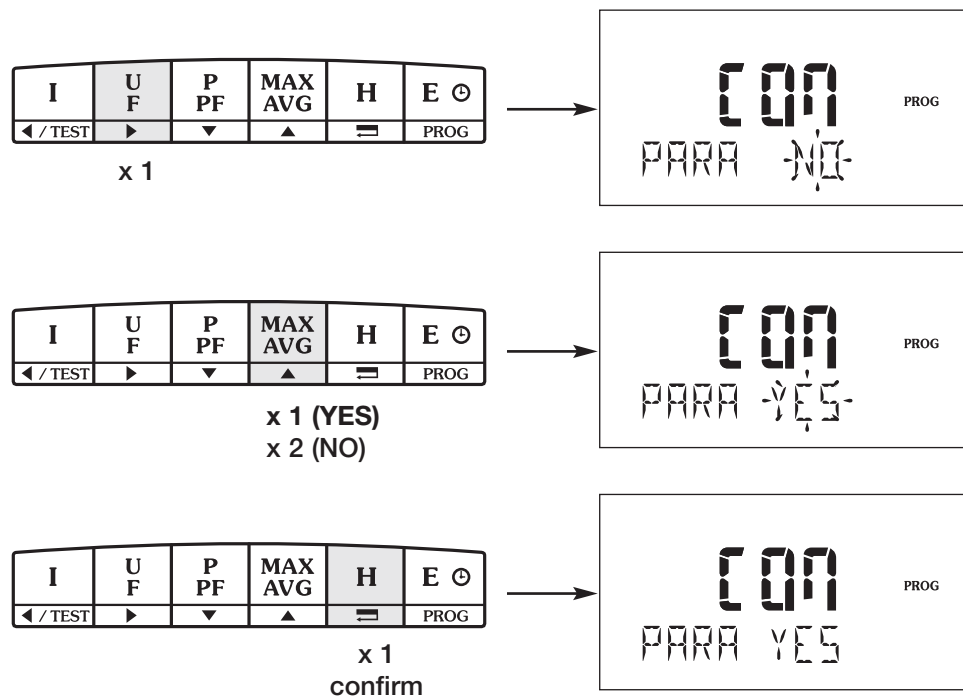 I U F P PF MAX AVG H E
◀ / TEST ▶ ▼ ▲ PROG
x 1
COM PROG
PARA NO
I U F P PF MAX AVG H E
◀ / TEST ▶ ▼ ▲ PROG
x 1 (YES)
x 2 (NO)
COM PROG
PARA YES
I U F P PF MAX AVG H E
◀ / TEST ▶ ▼ ▲ PROG
x 1
confirm
COM PROG
PARA YES